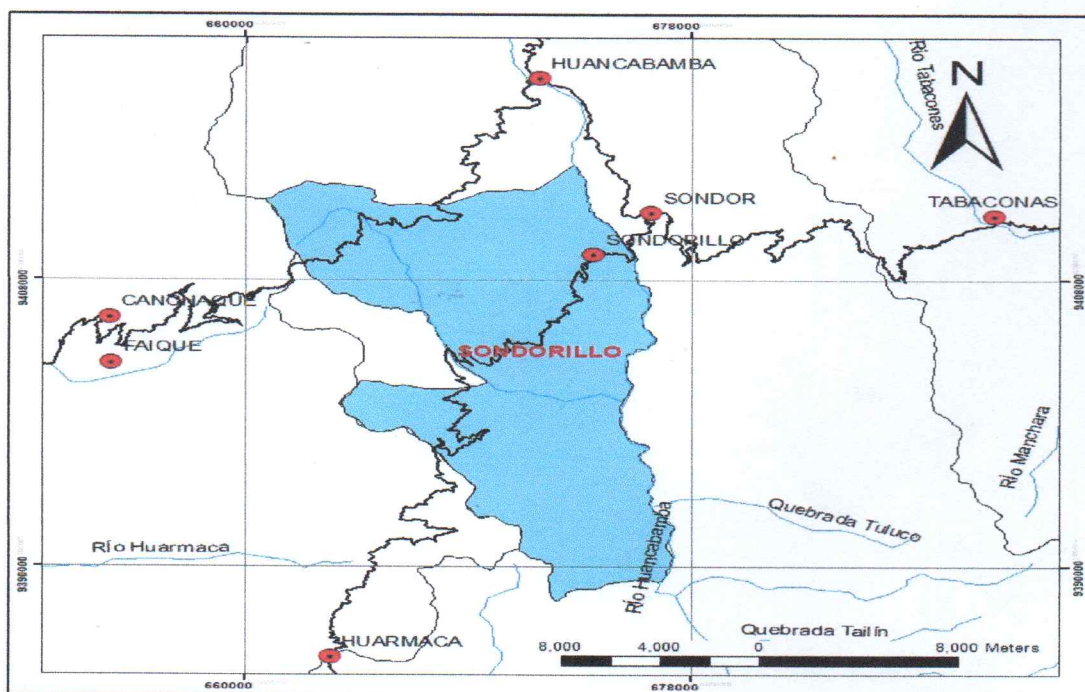 660000 678000
HUANCABAMBA
Río Tabacones
N
SONDOR
TABACONAS
SONDORILLO
9408000 9408000
CANCHAQUE
FAIQUE
SONDORILLO
Río Manchara
Río Huancabamba
Quebrada Tuluce
Río Huarmaca
9390000 9390000
Quebrada Tailín
HUARMACA
8,000 4,000 0 8,000 Meters
660000 678000